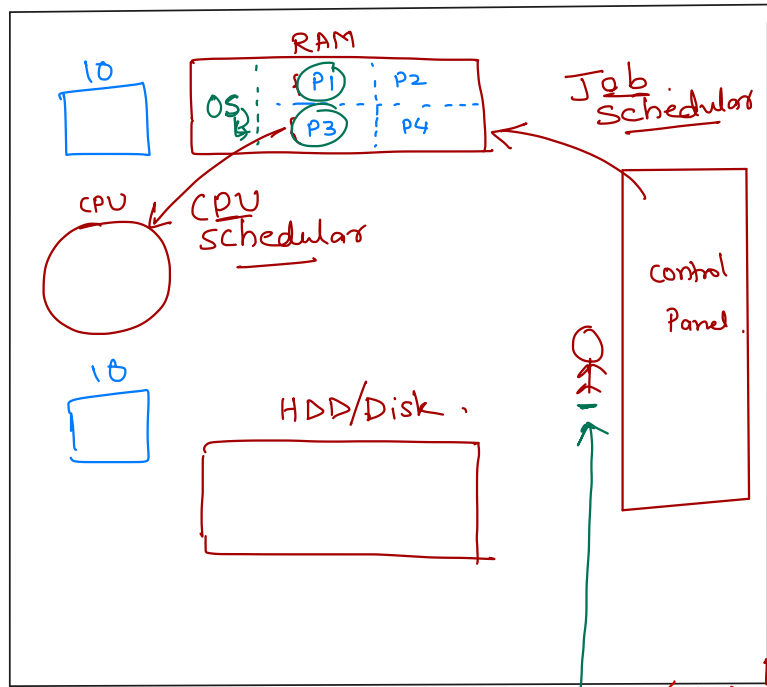 RAM
IO
P1 P2
OS
P3 P4
Job
Schedular
CPU
CPU
Schedular
Control
Panel.
IO
HDD/Disk.